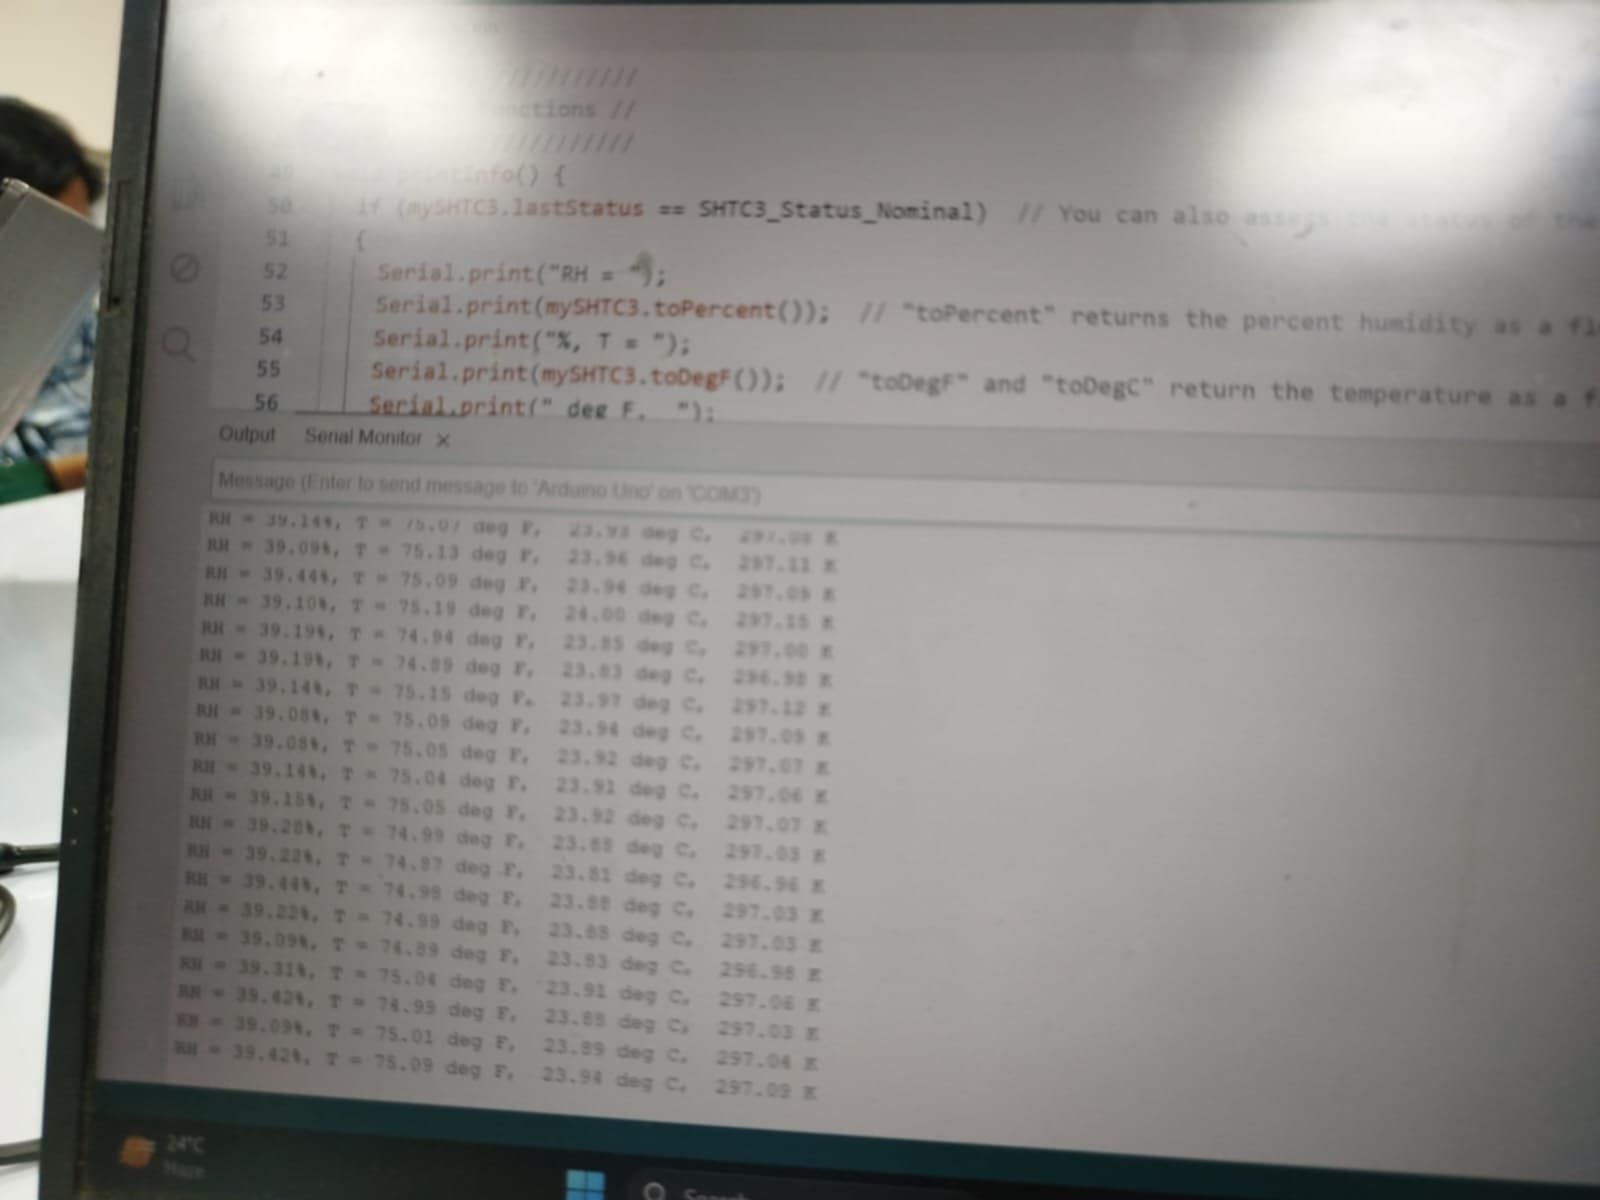 //////////
nctions //
//////////
49 printInfo() {
50 if (mySHTC3.lastStatus == SHTC3_Status_Nominal) // You can also assess the status of the
51 {
52 Serial.print("RH = ");
53 Serial.print(mySHTC3.toPercent()); // "toPercent" returns the percent humidity as a fl
54 Serial.print("%, T = ");
55 Serial.print(mySHTC3.toDegF()); // "toDegF" and "toDegC" return the temperature as a f
56 Serial.print(" deg F, ");
Output Serial Monitor ×
Message (Enter to send message to 'Arduino Uno' on 'COM3')
RH = 39.14%, T = 75.07 deg F, 23.93 deg C, 297.08 K
RH = 39.09%, T = 75.13 deg F, 23.96 deg C, 297.11 K
RH = 39.44%, T = 75.09 deg F, 23.94 deg C, 297.09 K
RH = 39.10%, T = 75.19 deg F, 24.00 deg C, 297.15 K
RH = 39.19%, T = 74.94 deg F, 23.85 deg C, 297.00 K
RH = 39.19%, T = 74.89 deg F, 23.83 deg C, 296.98 K
RH = 39.14%, T = 75.15 deg F, 23.97 deg C, 297.12 K
RH = 39.08%, T = 75.09 deg F, 23.94 deg C, 297.09 K
RH = 39.08%, T = 75.05 deg F, 23.92 deg C, 297.07 K
RH = 39.14%, T = 75.04 deg F, 23.91 deg C, 297.06 K
RH = 39.15%, T = 75.05 deg F, 23.92 deg C, 297.07 K
RH = 39.28%, T = 74.99 deg F, 23.88 deg C, 297.03 K
RH = 39.22%, T = 74.87 deg F, 23.81 deg C, 296.96 K
RH = 39.44%, T = 74.98 deg F, 23.88 deg C, 297.03 K
RH = 39.22%, T = 74.99 deg F, 23.88 deg C, 297.03 K
RH = 39.09%, T = 74.89 deg F, 23.83 deg C, 296.98 K
RH = 39.31%, T = 75.04 deg F, 23.91 deg C, 297.06 K
RH = 39.42%, T = 74.99 deg F, 23.88 deg C, 297.03 K
RH = 39.09%, T = 75.01 deg F, 23.89 deg C, 297.04 K
RH = 39.42%, T = 75.09 deg F, 23.94 deg C, 297.09 K
24°C
Haze
Search